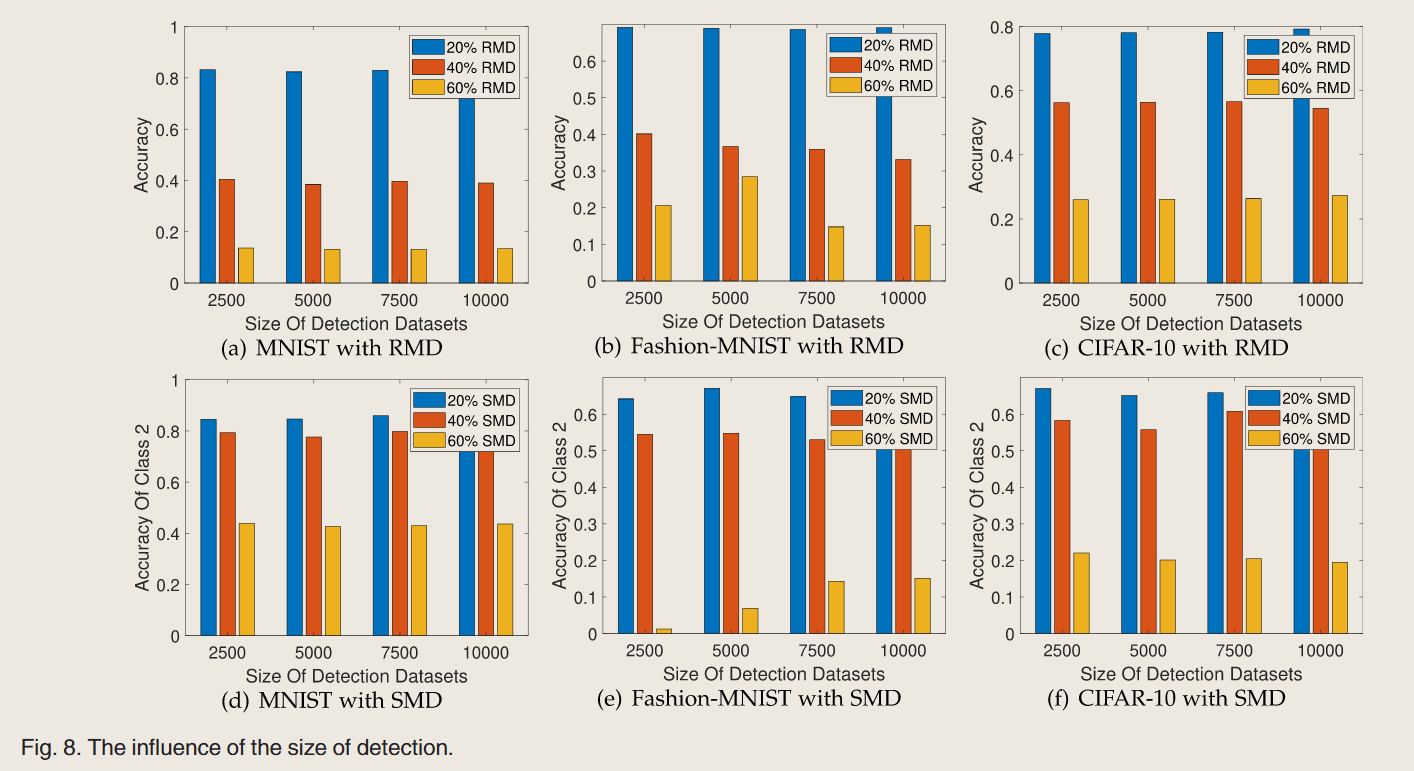 1
0.8
0.6
0.4
0.2
0
Accuracy
20% RMD
40% RMD
60% RMD
2500 5000 7500 10000
Size Of Detection Datasets
(a) MNIST with RMD
0.6
0.5
0.4
0.3
0.2
0.1
0
Accuracy
20% RMD
40% RMD
60% RMD
2500 5000 7500 10000
Size Of Detection Datasets
(b) Fashion-MNIST with RMD
0.8
0.6
0.4
0.2
0
Accuracy
20% RMD
40% RMD
60% RMD
2500 5000 7500 10000
Size Of Detection Datasets
(c) CIFAR-10 with RMD
1
0.8
0.6
0.4
0.2
0
Accuracy Of Class 2
20% SMD
40% SMD
60% SMD
2500 5000 7500 10000
Size Of Detection Datasets
(d) MNIST with SMD
0.6
0.5
0.4
0.3
0.2
0.1
0
Accuracy Of Class 2
20% SMD
40% SMD
60% SMD
2500 5000 7500 10000
Size Of Detection Datasets
(e) Fashion-MNIST with SMD
0.6
0.5
0.4
0.3
0.2
0.1
0
Accuracy Of Class 2
20% SMD
40% SMD
60% SMD
2500 5000 7500 10000
Size Of Detection Datasets
(f) CIFAR-10 with SMD
Fig. 8. The influence of the size of detection.